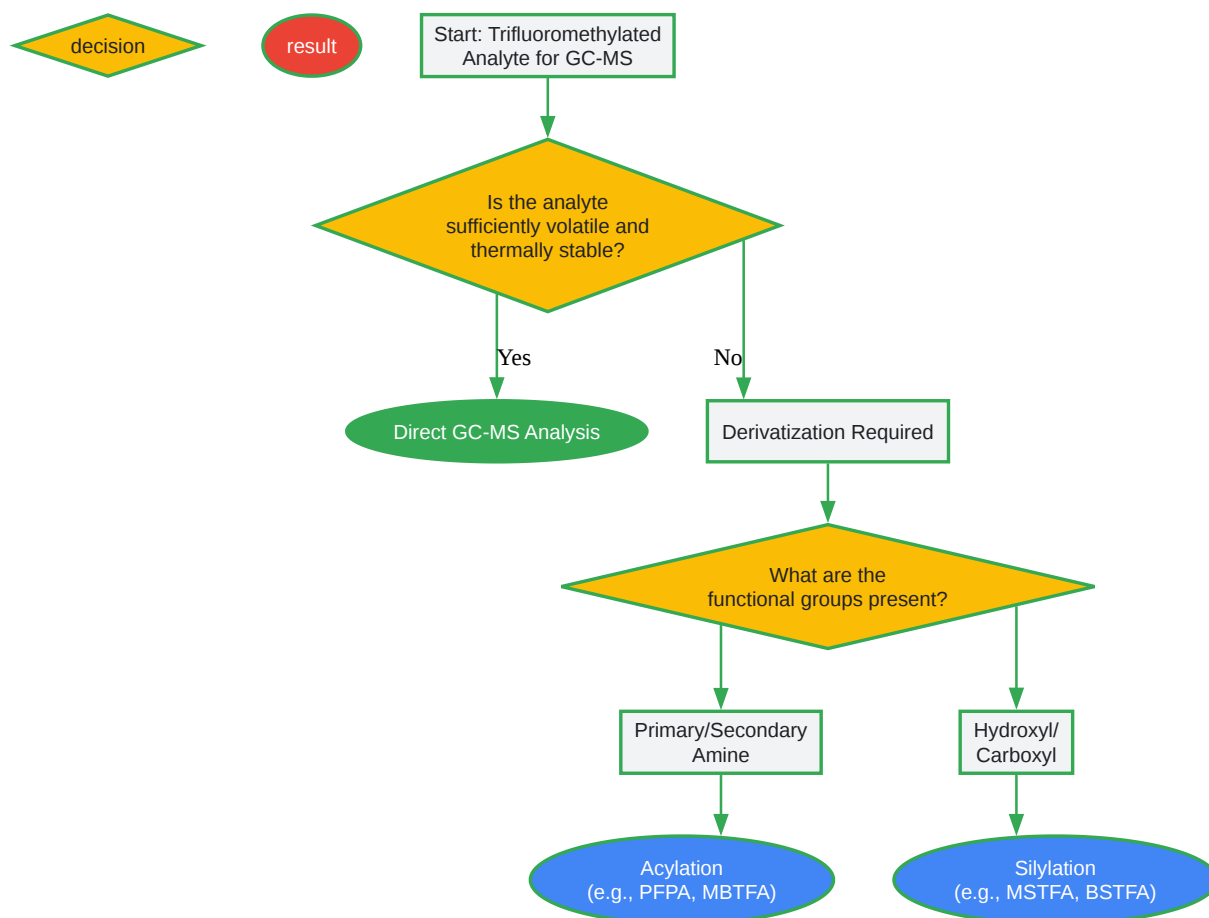 decision
result
Start: Trifluoromethylated
Analyte for GC-MS
Is the analyte
sufficiently volatile and
thermally stable?
Yes
No
Direct GC-MS Analysis
Derivatization Required
What are the
functional groups present?
Primary/Secondary
Amine
Hydroxyl/
Carboxyl
Acylation
(e.g., PFPA, MBTFA)
Silylation
(e.g., MSTFA, BSTFA)